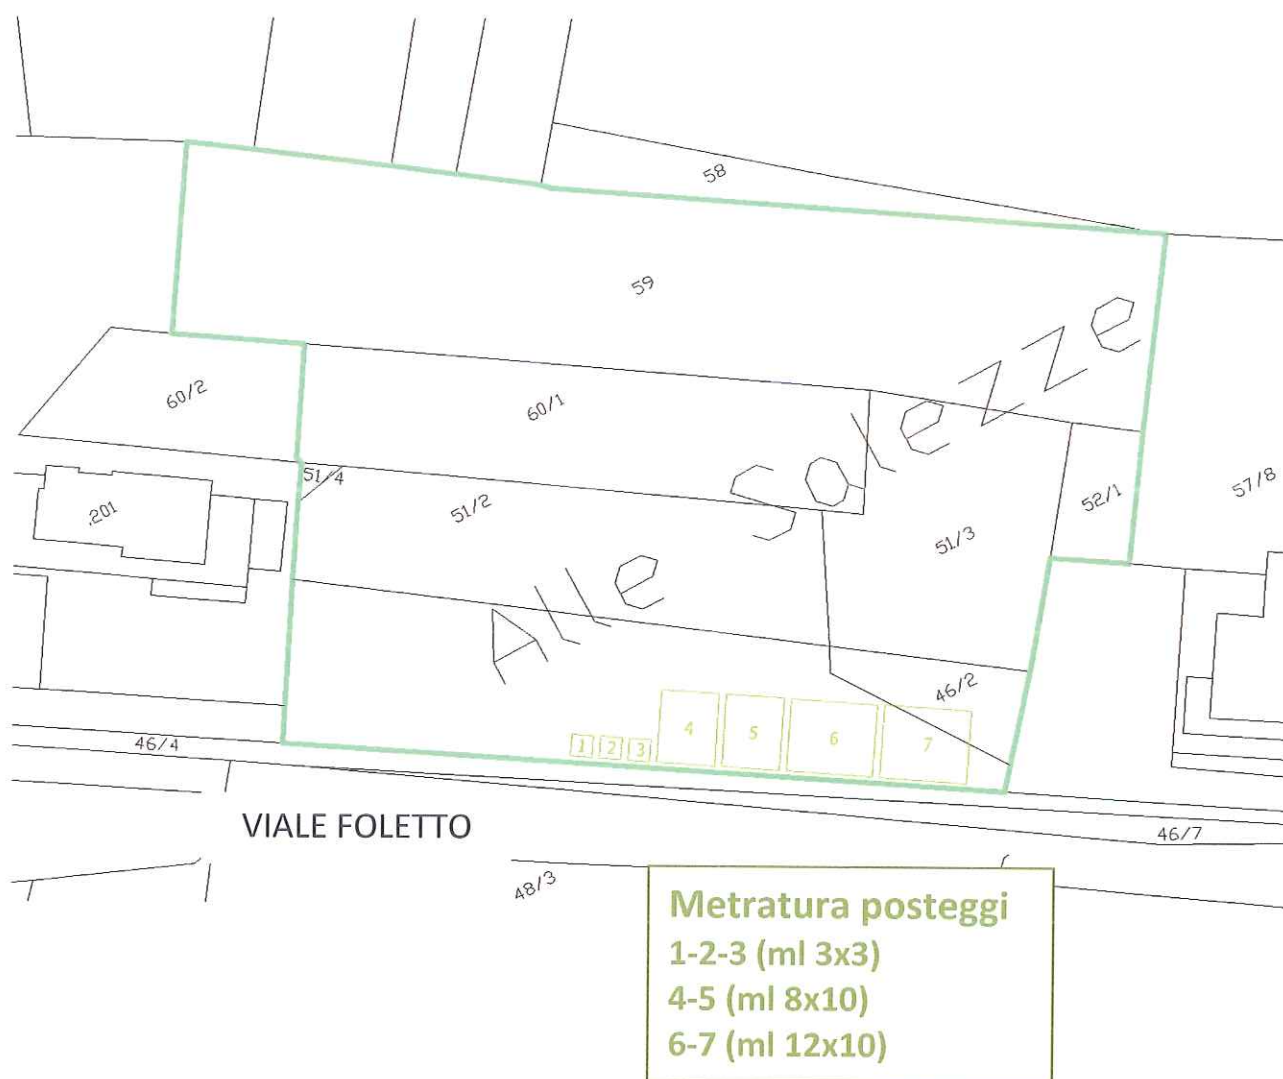 58
59
60/2
60/1
51/4
51/2
.201
51/3
52/1
57/8
Alle Solezze
46/2
46/4
1 2 3 4 5 6 7
VIALE FOLETTO
46/7
48/3
Metratura posteggi
1-2-3 (ml 3x3)
4-5 (ml 8x10)
6-7 (ml 12x10)